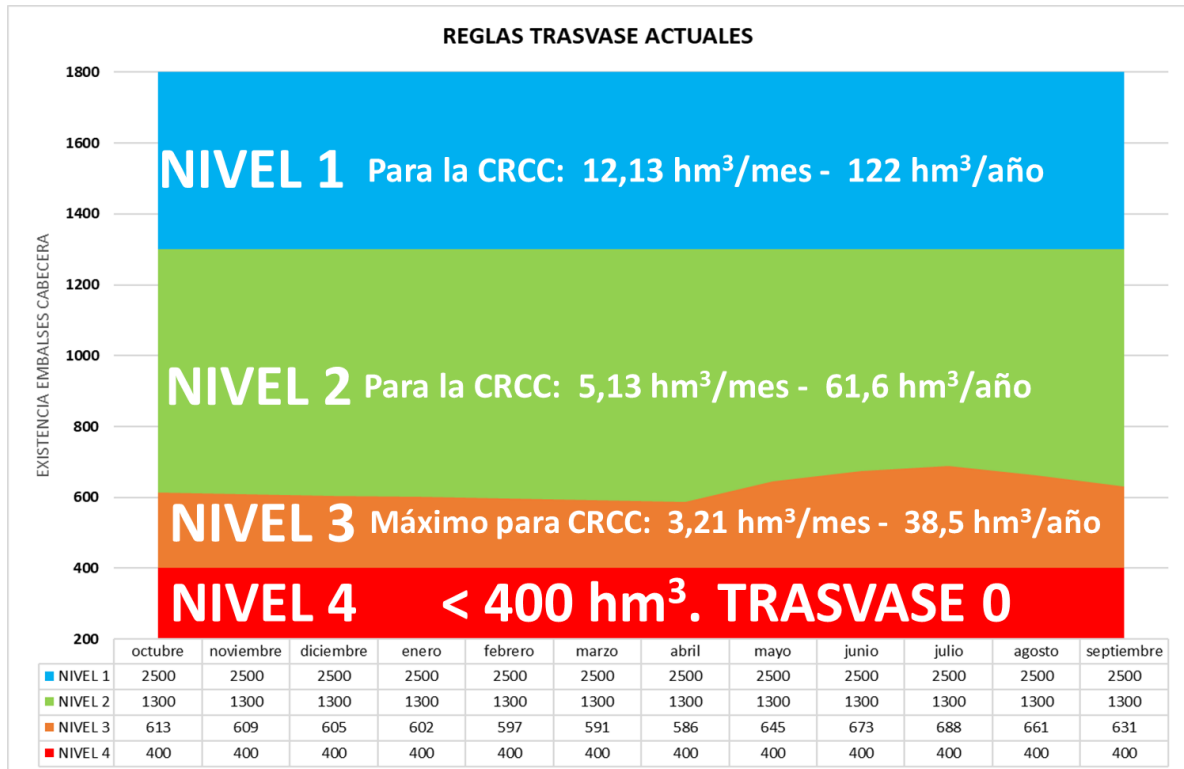 REGLAS TRASVASE ACTUALES
EXISTENCIA EMBALSES CABECERA
1800
1600
1400
1200
1000
800
600
400
200
NIVEL 1 Para la CRCC: 12,13 hm³/mes - 122 hm³/año
NIVEL 2 Para la CRCC: 5,13 hm³/mes - 61,6 hm³/año
NIVEL 3 Máximo para CRCC: 3,21 hm³/mes - 38,5 hm³/año
NIVEL 4 < 400 hm³. TRASVASE 0
octubre noviembre diciembre enero febrero marzo abril mayo junio julio agosto septiembre
NIVEL 1 2500 2500 2500 2500 2500 2500 2500 2500 2500 2500 2500 2500
NIVEL 2 1300 1300 1300 1300 1300 1300 1300 1300 1300 1300 1300 1300
NIVEL 3 613 609 605 602 597 591 586 645 673 688 661 631
NIVEL 4 400 400 400 400 400 400 400 400 400 400 400 400